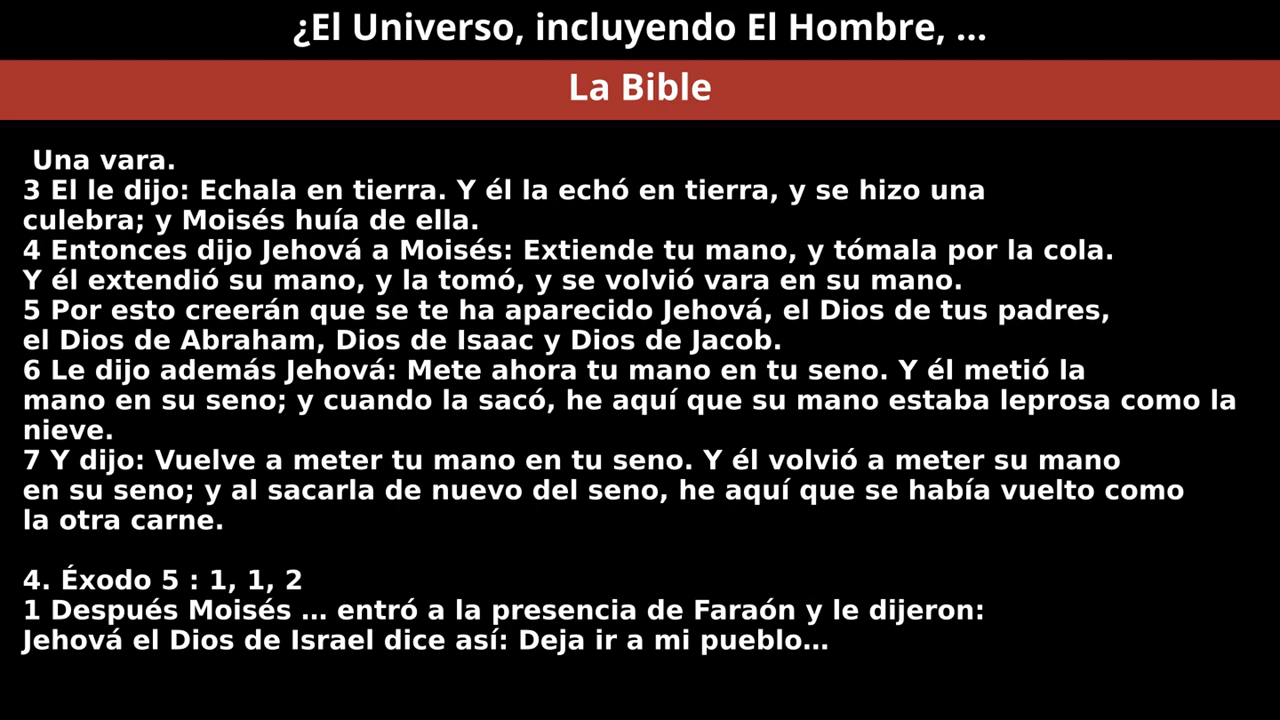 ¿El Universo, incluyendo El Hombre, ...
La Bible
Una vara.
3 El le dijo: Echala en tierra. Y él la echó en tierra, y se hizo una
culebra; y Moisés huía de ella.
4 Entonces dijo Jehová a Moisés: Extiende tu mano, y tómala por la cola.
Y él extendió su mano, y la tomó, y se volvió vara en su mano.
5 Por esto creerán que se te ha aparecido Jehová, el Dios de tus padres,
el Dios de Abraham, Dios de Isaac y Dios de Jacob.
6 Le dijo además Jehová: Mete ahora tu mano en tu seno. Y él metió la
mano en su seno; y cuando la sacó, he aquí que su mano estaba leprosa como la
nieve.
7 Y dijo: Vuelve a meter tu mano en tu seno. Y él volvió a meter su mano
en su seno; y al sacarla de nuevo del seno, he aquí que se había vuelto como
la otra carne.
4. Éxodo 5 : 1, 1, 2
1 Después Moisés … entró a la presencia de Faraón y le dijeron:
Jehová el Dios de Israel dice así: Deja ir a mi pueblo…